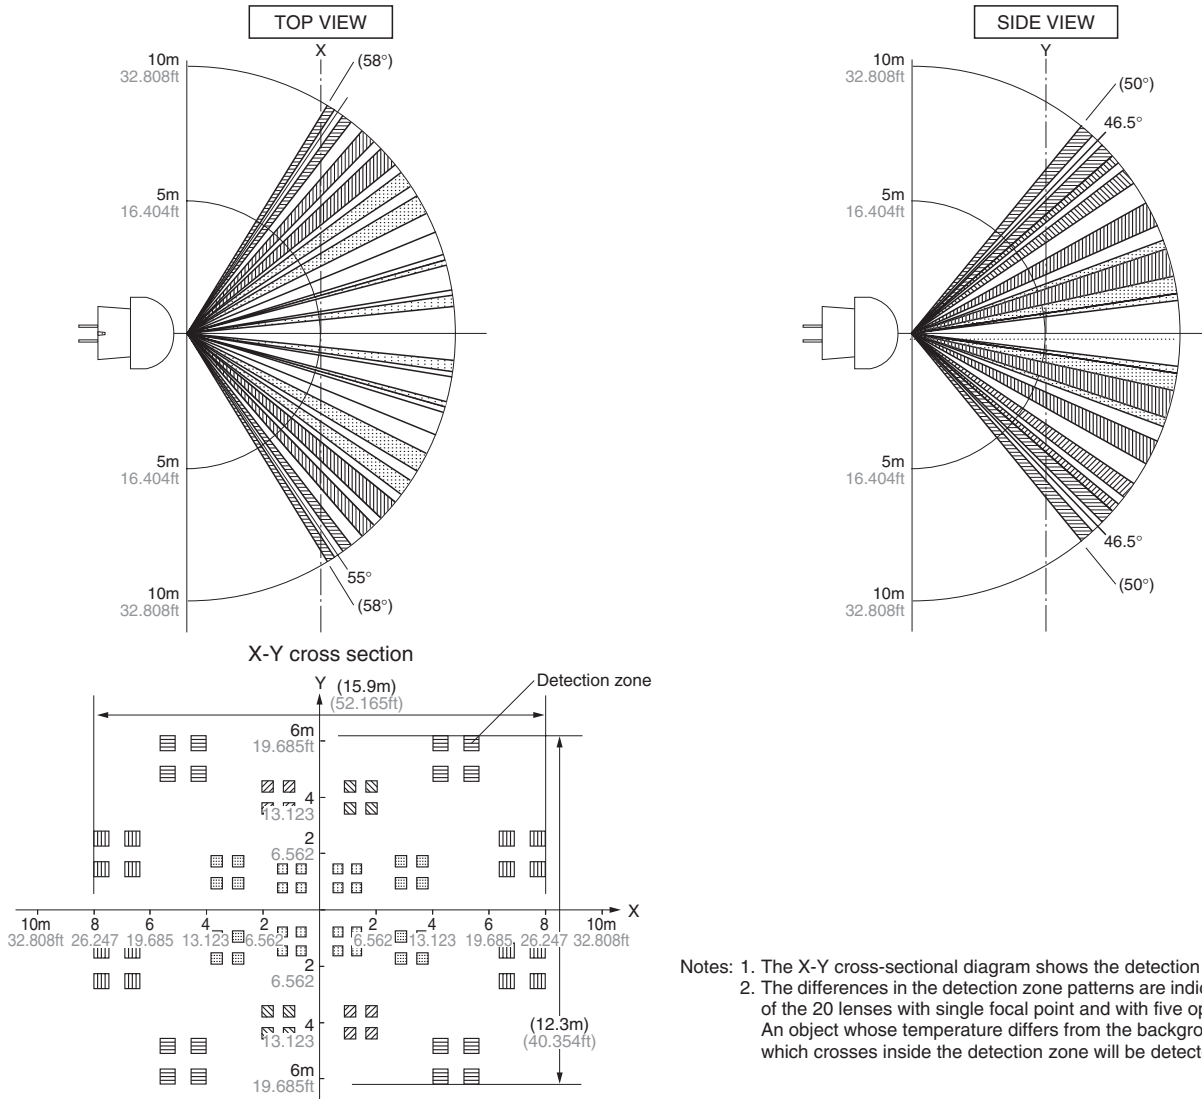 TOP VIEW
X
10m
32.808ft
(58°)
5m
16.404ft
5m
16.404ft
55°
(58°)
10m
32.808ft
SIDE VIEW
Y
10m
32.808ft
(50°)
46.5°
5m
16.404ft
5m
16.404ft
46.5°
(50°)
10m
32.808ft
X-Y cross section
Y
(15.9m)
(52.165ft)
Detection zone
6m
19.685ft
4
13.123
2
6.562
10m 8 6 4 2 2 4 6 8 10m X
32.808ft 26.247 19.685 13.123 6.562 6.562 13.123 19.685 26.247 32.808ft
2
6.562
4
13.123
(12.3m)
(40.354ft)
6m
19.685ft
Notes: 1. The X-Y cross-sectional diagram shows the detection
2. The differences in the detection zone patterns are indi
of the 20 lenses with single focal point and with five op
An object whose temperature differs from the backgro
which crosses inside the detection zone will be detect